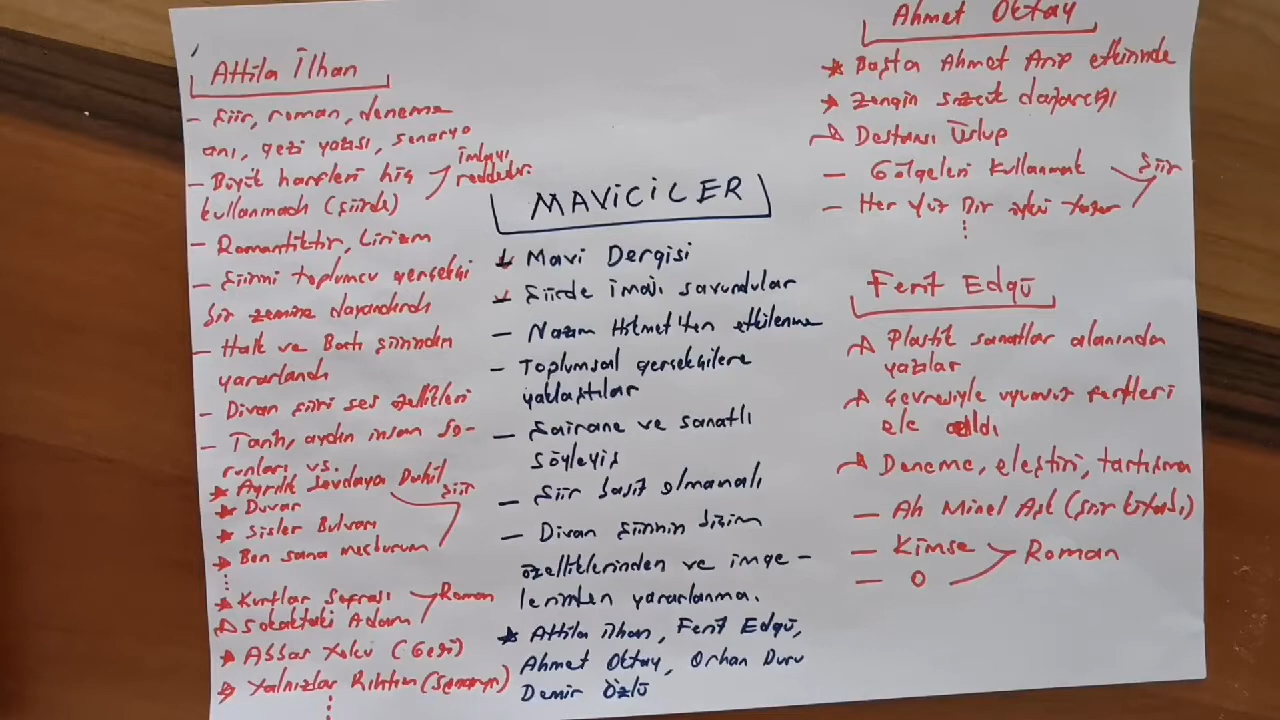 Attila İlhan
- Şiir, roman, deneme
anı, gezi yazısı, senaryo
- Büyük harfleri hiç
kullanmadı (şiirde)
imlayı
reddeder
- Romantiktir, Lirizm
- Şiirini toplumcu gerçekçi
bir zemine dayandırdı
- Halk ve Batı şiirinden
yararlandı
- Divan şiiri ses özellikleri
- Tarih, aydın insan so-
runları vs.
* Ayrılık Sevdaya Dahil
* Duvar
* Sisler Bulvarı
* Ben sana mecburum
Şiir
* Kurtlar Sofrası
* Sokaktaki Adam
Roman
* Abbas Yolcu (Gezi)
* Yalnızlar Rıhtımı (Senaryo)
MAVİCİLER
Mavi Dergisi
Şiirde imajı savundular
- Nazım Hikmet'ten etkilenme
- Toplumsal gerçekçilere
yaklaştılar
- Şairane ve sanatlı
söyleyiş
- Şiir basit olmamalı
- Divan şiirinin biçim
özelliklerinden ve imge-
lerinden yararlanma.
* Attila ilhan, Ferit Edgü,
Ahmet Oktay, Orhan Duru
Demir Özlü
Ahmet Oktay
* Başta Ahmet Arif etkisinde
* Zengin sözcük dağarcığı
Destansı Üslup
- Gölgeleri Kullanmak
- Her Yüz Bir öykü Yazar
Şiir
Ferit Edgü
Plastik sanatlar alanında
yazılar
Çevresiyle uyumsuz fertleri
ele aldı
Deneme, eleştiri, tartışma
- Ah Minel Aşk (şiir kitabı)
- Kimse
- O
Roman